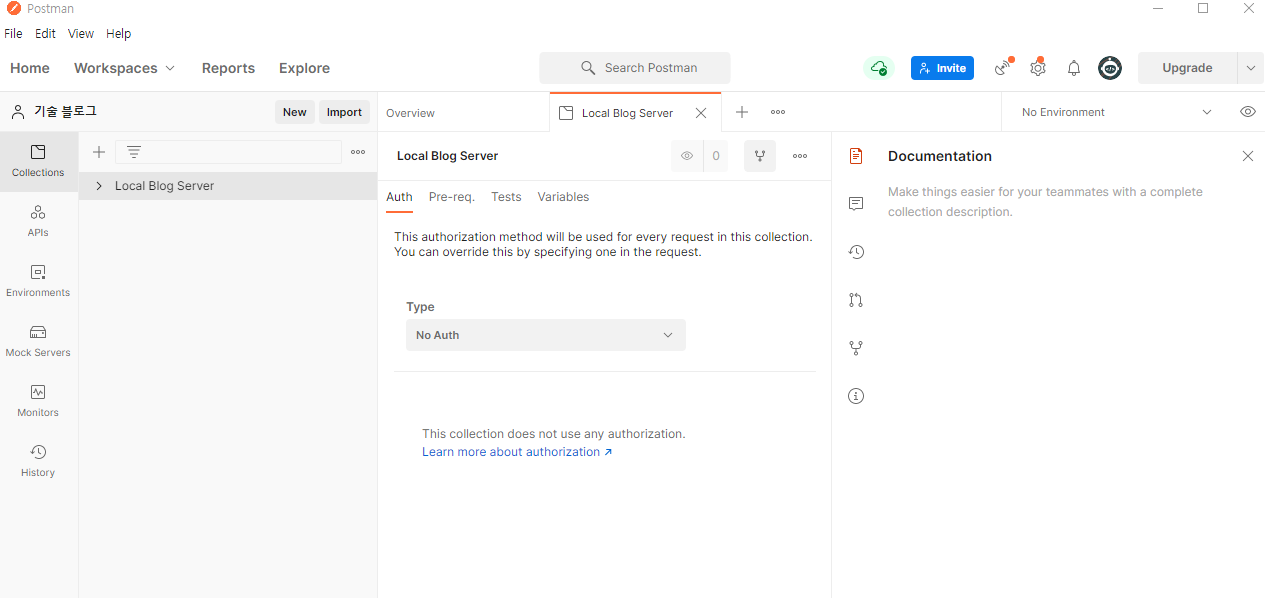 Postman
File Edit View Help
Home Workspaces Reports Explore Search Postman Invite Upgrade
기술 블로그 New Import
Overview Local Blog Server No Environment
Collections
APIs
Environments
Mock Servers
Monitors
History
Local Blog Server
Local Blog Server 0
Auth Pre-req. Tests Variables
This authorization method will be used for every request in this collection.
You can override this by specifying one in the request.
Type
No Auth
This collection does not use any authorization.
Learn more about authorization
Documentation
Make things easier for your teammates with a complete
collection description.